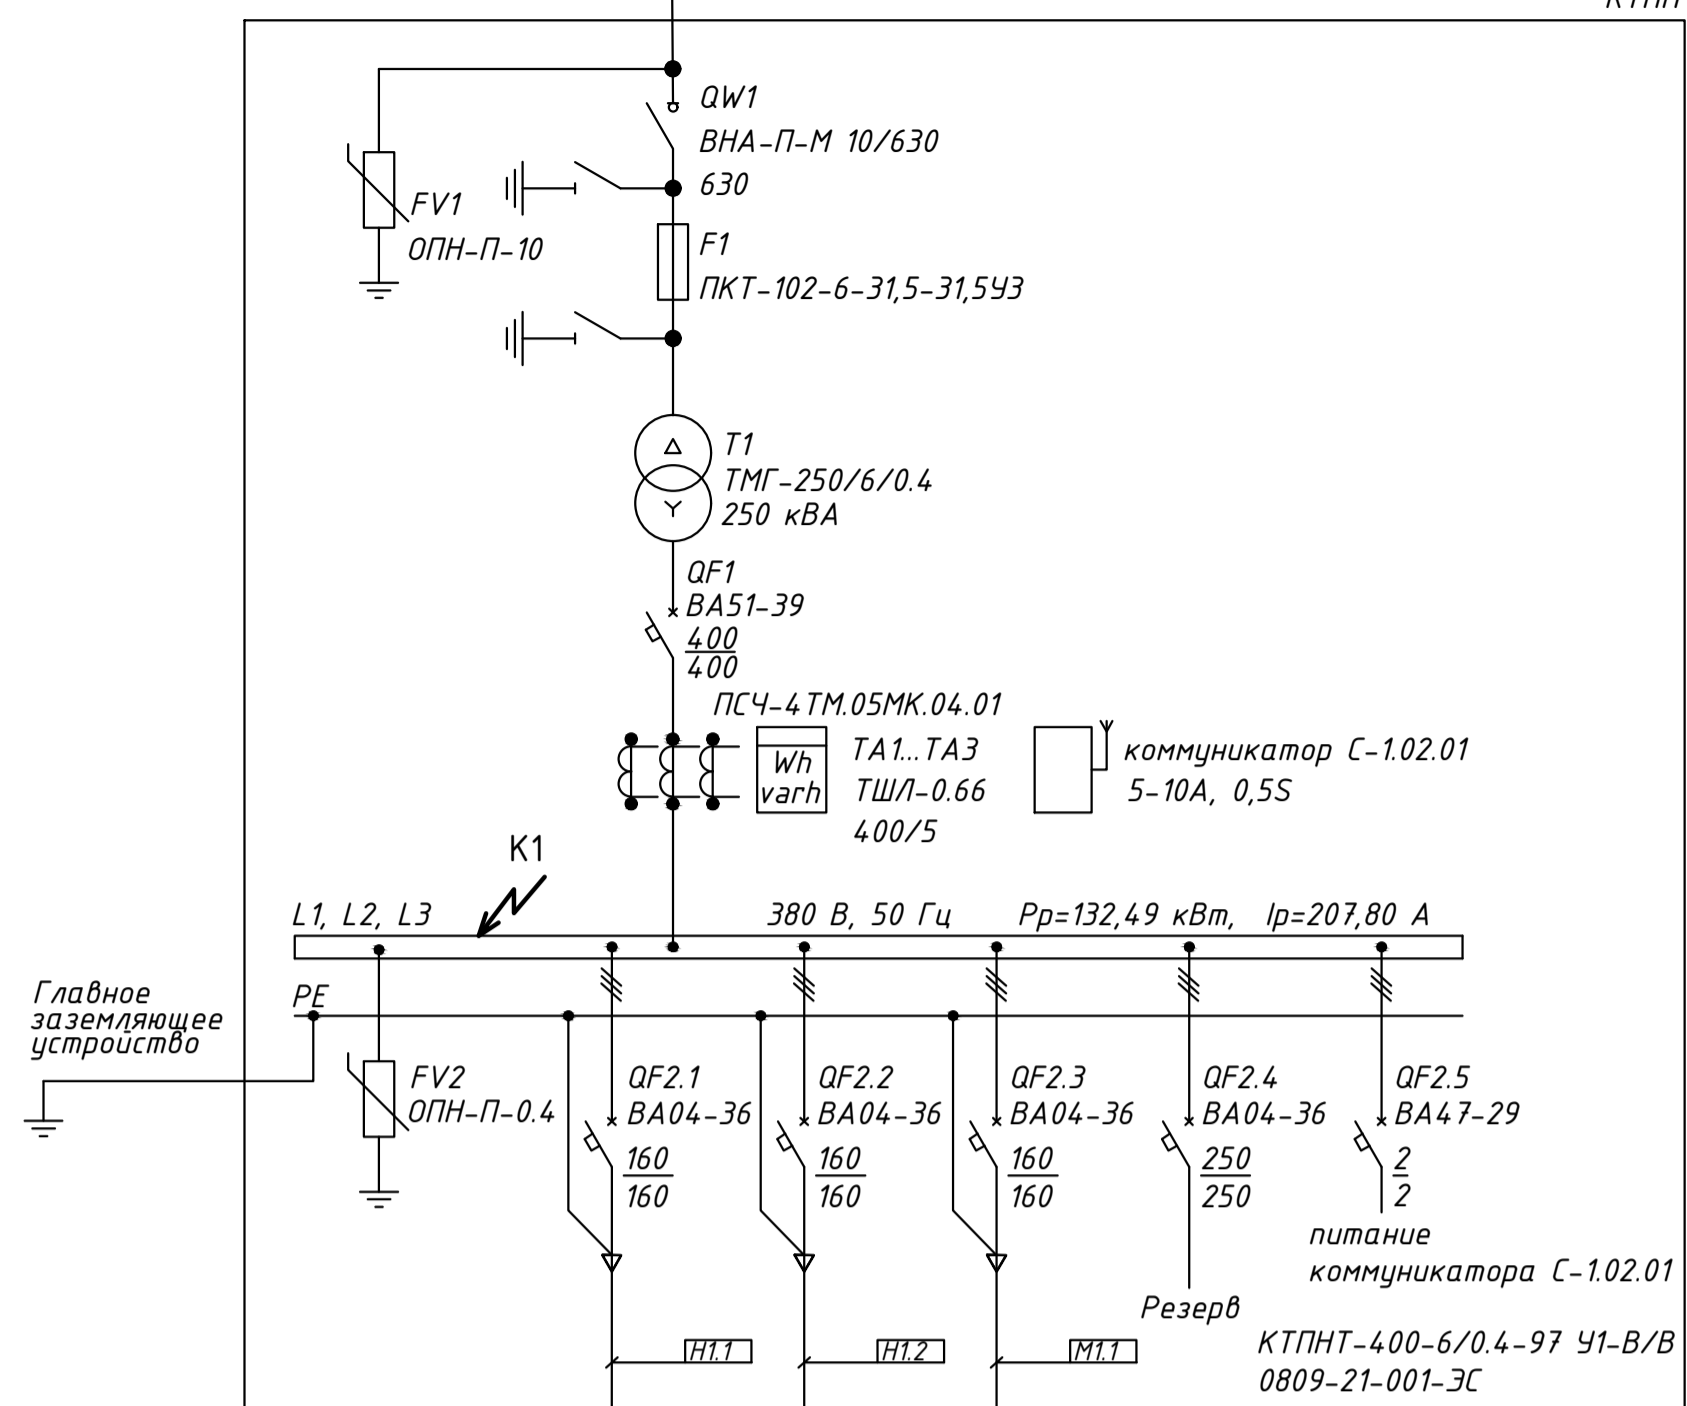 QW1
ВНА-П-М 10/630
630
FV1
ОПН-П-10
F1
ПКТ-102-6-31,5-31,5У3
T1
ТМГ-250/6/0.4
250 кВА
QF1
ВА51-39
400
400
ПСЧ-4ТМ.05МК.04.01
Wh
varh
ТА1...ТА3
ТШЛ-0.66
400/5
коммуникатор С-1.02.01
5-10А, 0,5S
К1
L1, L2, L3
380 В, 50 Гц
Рр=132,49 кВт,
Iр=207,80 А
Главное
заземляющее
устройство
PE
FV2
ОПН-П-0.4
QF2.1
ВА04-36
160
160
QF2.2
ВА04-36
160
160
QF2.3
ВА04-36
160
160
QF2.4
ВА04-36
250
250
Резерв
QF2.5
ВА47-29
2
2
питание
коммуникатора С-1.02.01
Н1.1
Н1.2
М1.1
КТПНТ-400-6/0.4-97 У1-В/В
0809-21-001-ЭС